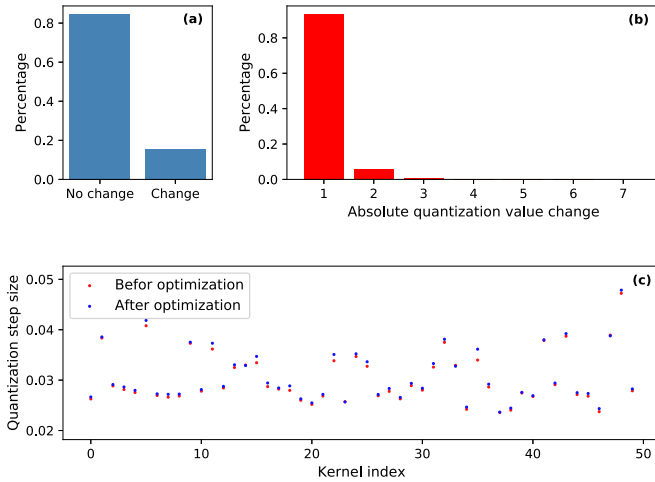 (a)
(b)
Percentage
0.8
0.6
0.4
0.2
0.0
No change
Change
Percentage
0.8
0.6
0.4
0.2
0.0
1 2 3 4 5 6 7
Absolute quantization value change
(c)
Befor optimization
After optimization
Quantization step size
0.05
0.04
0.03
0.02
0 10 20 30 40 50
Kernel index